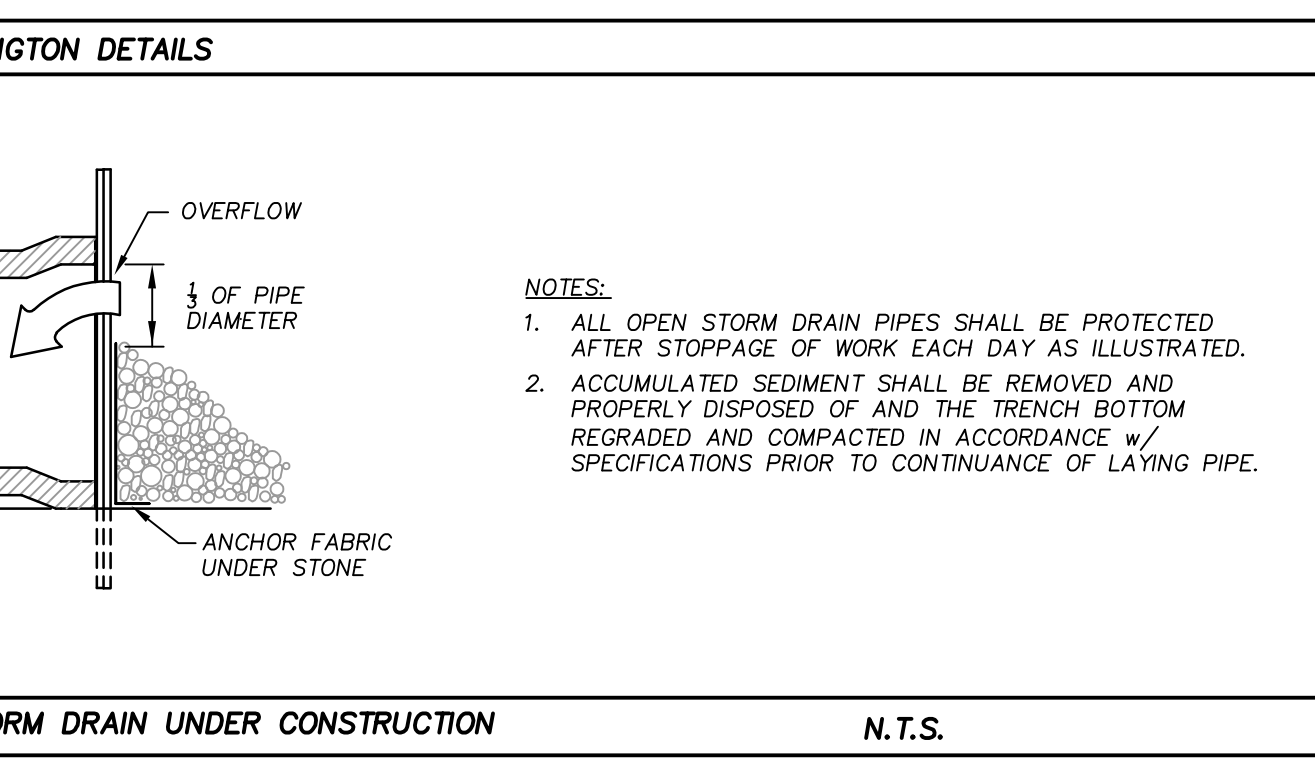 DETAILS
OVERFLOW
1/3 OF PIPE
DIAMETER
NOTES:
1. ALL OPEN STORM DRAIN PIPES SHALL BE PROTECTED
AFTER STOPPAGE OF WORK EACH DAY AS ILLUSTRATED.
2. ACCUMULATED SEDIMENT SHALL BE REMOVED AND
PROPERLY DISPOSED OF AND THE TRENCH BOTTOM
REGRADED AND COMPACTED IN ACCORDANCE w/
SPECIFICATIONS PRIOR TO CONTINUANCE OF LAYING PIPE.
ANCHOR FABRIC
UNDER STONE
DRAIN UNDER CONSTRUCTION
N.T.S.